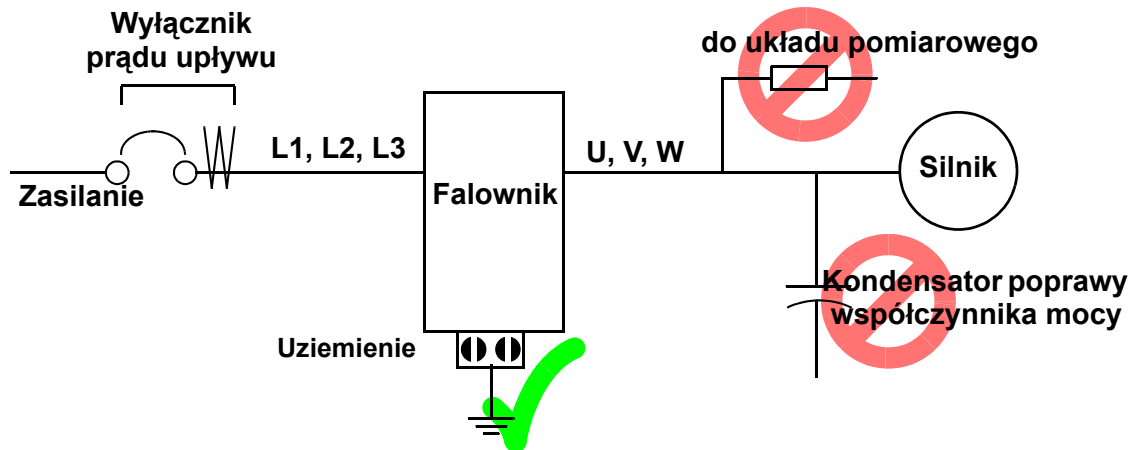 Wyłącznik
prądu upływu
do układu pomiarowego
L1, L2, L3
U, V, W
Zasilanie
Falownik
Silnik
Kondensator poprawy
współczynnika mocy
Uziemienie